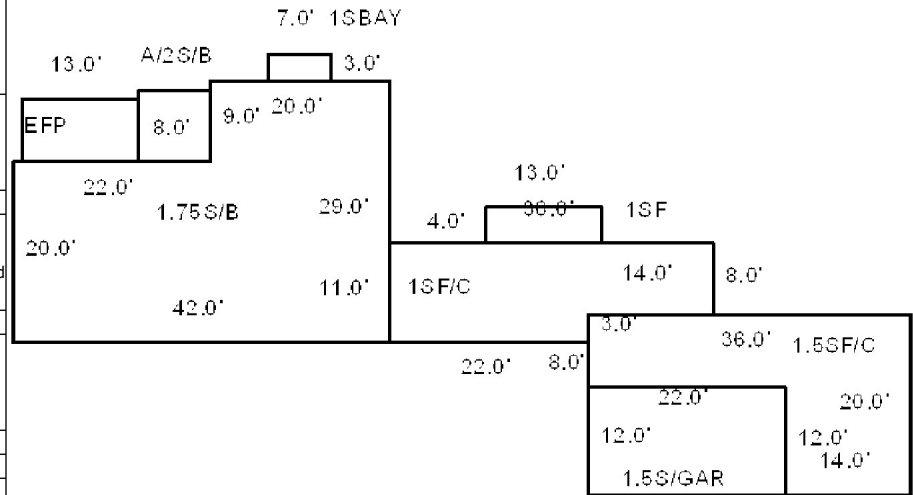 7.0' 1SBAY
13.0' A/2S/B 3.0'
EFP 8.0' 9.0' 20.0'
22.0' 13.0'
1.75S/B 29.0' 4.0' 1SF
20.0' 14.0' 8.0'
42.0' 11.0' 1SF/C
3.0' 36.0' 1.5SF/C
22.0' 8.0'
22.0' 20.0'
12.0' 12.0'
14.0'
1.5S/GAR